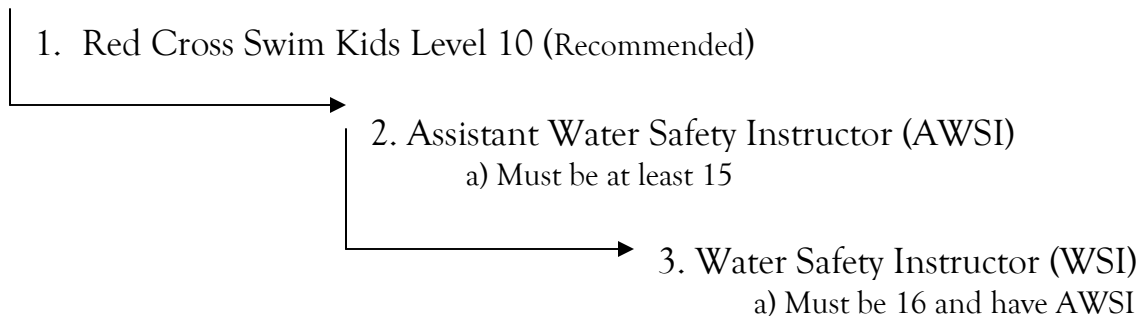 1. Red Cross Swim Kids Level 10 (Recommended)
2. Assistant Water Safety Instructor (AWSI)
a) Must be at least 15
3. Water Safety Instructor (WSI)
a) Must be 16 and have AWSI